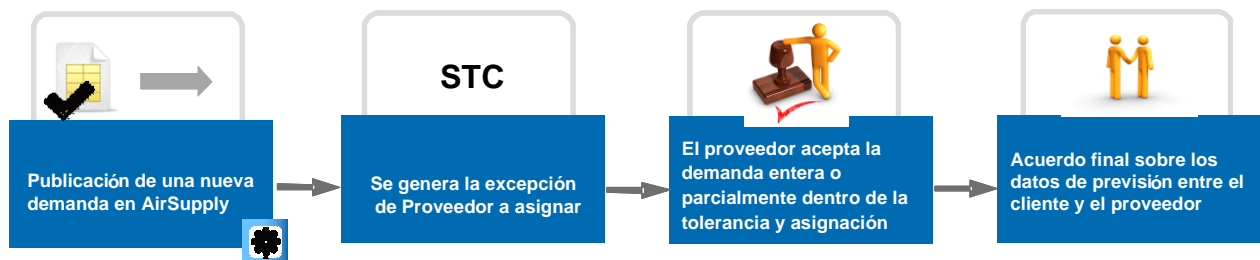 Publicación de una nueva
demanda en AirSupply
STC
Se genera la excepción
de Proveedor a asignar
El proveedor acepta la
demanda entera o
parcialmente dentro de la
tolerancia y asignación
Acuerdo final sobre los
datos de previsión entre el
cliente y el proveedor